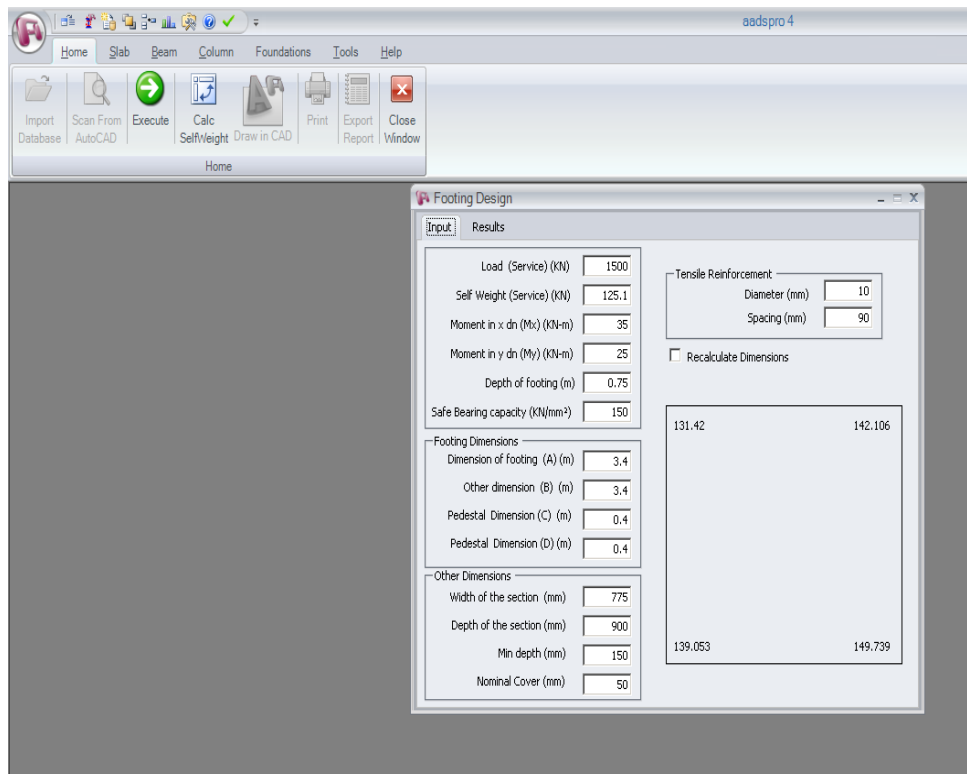 aadspro 4
Home Slab Beam Column Foundations Tools Help
Import Database
Scan From AutoCAD
Execute
Calc SelfWeight
Draw in CAD
Print
Export Report
Close Window
Home
Footing Design
Input Results
Load (Service) (KN) 1500
Self Weight (Service) (KN) 125.1
Moment in x dn (Mx) (KN-m) 35
Moment in y dn (My) (KN-m) 25
Depth of footing (m) 0.75
Safe Bearing capacity (KN/mm²) 150
Footing Dimensions
Dimension of footing (A) (m) 3.4
Other dimension (B) (m) 3.4
Pedestal Dimension (C) (m) 0.4
Pedestal Dimension (D) (m) 0.4
Other Dimensions
Width of the section (mm) 775
Depth of the section (mm) 900
Min depth (mm) 150
Nominal Cover (mm) 50
Tensile Reinforcement
Diameter (mm) 10
Spacing (mm) 90
Recalculate Dimensions
131.42 142.106
139.053 149.739